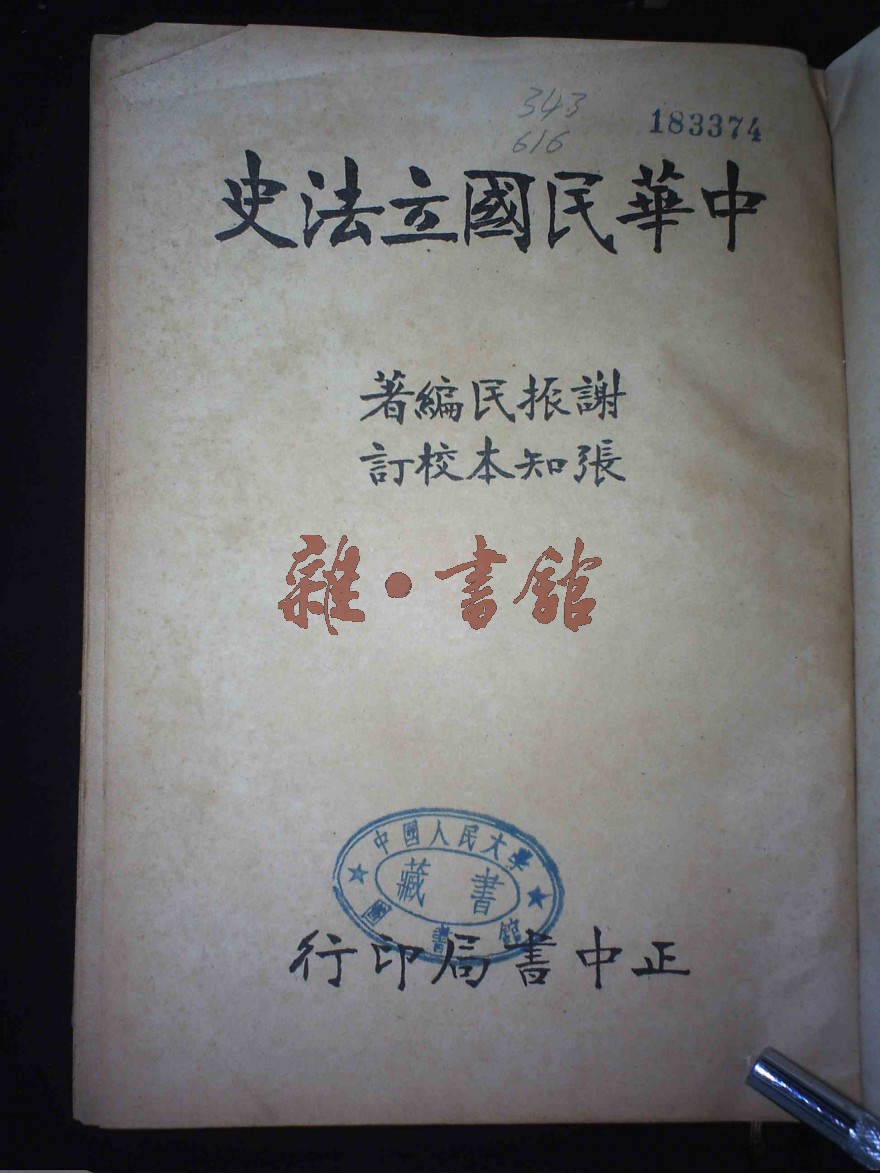 343
616
183374
中華民國立法史
謝振民編著
張知本校訂
雜·書館
中國人民大學
藏書
圖書館
正中書局印行